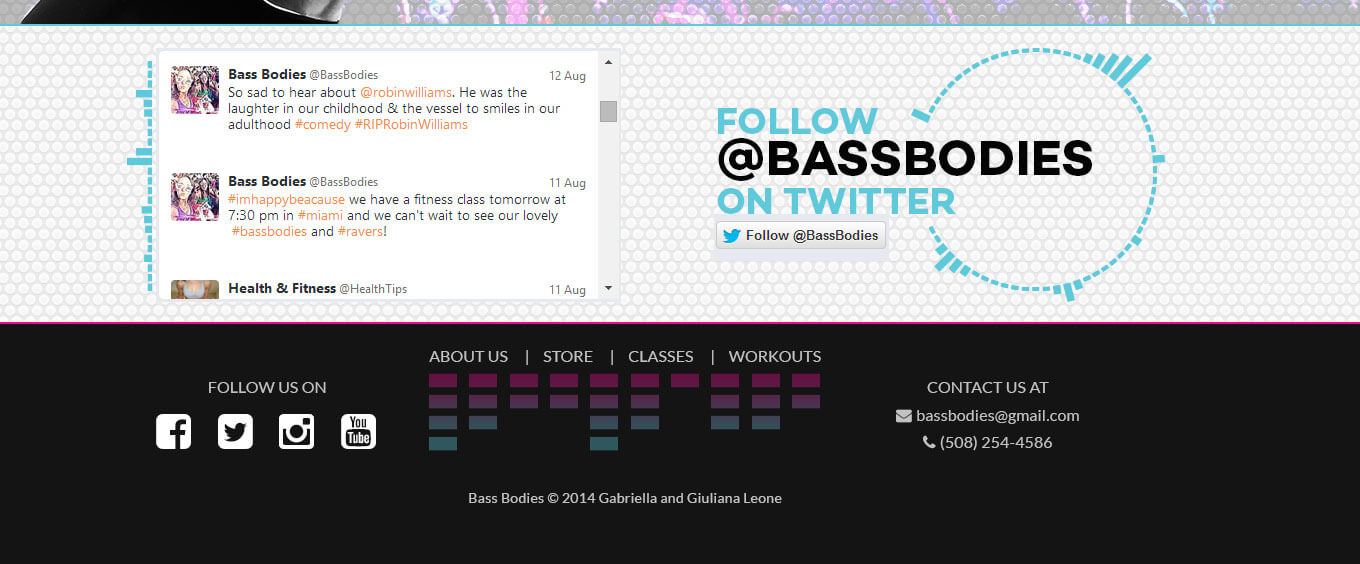 Bass Bodies @BassBodies 12 Aug
So sad to hear about @robinwilliams. He was the
laughter in our childhood & the vessel to smiles in our
adulthood #comedy #RIPRobinWilliams
Bass Bodies @BassBodies 11 Aug
#imhappybeacause we have a fitness class tomorrow at
7:30 pm in #miami and we can't wait to see our lovely
#bassbodies and #ravers!
Health & Fitness @HealthTips 11 Aug
FOLLOW
@BASSBODIES
ON TWITTER
Follow @BassBodies
ABOUT US | STORE | CLASSES | WORKOUTS
FOLLOW US ON
You
Tube
CONTACT US AT
bassbodies@gmail.com
(508) 254-4586
Bass Bodies © 2014 Gabriella and Giuliana Leone